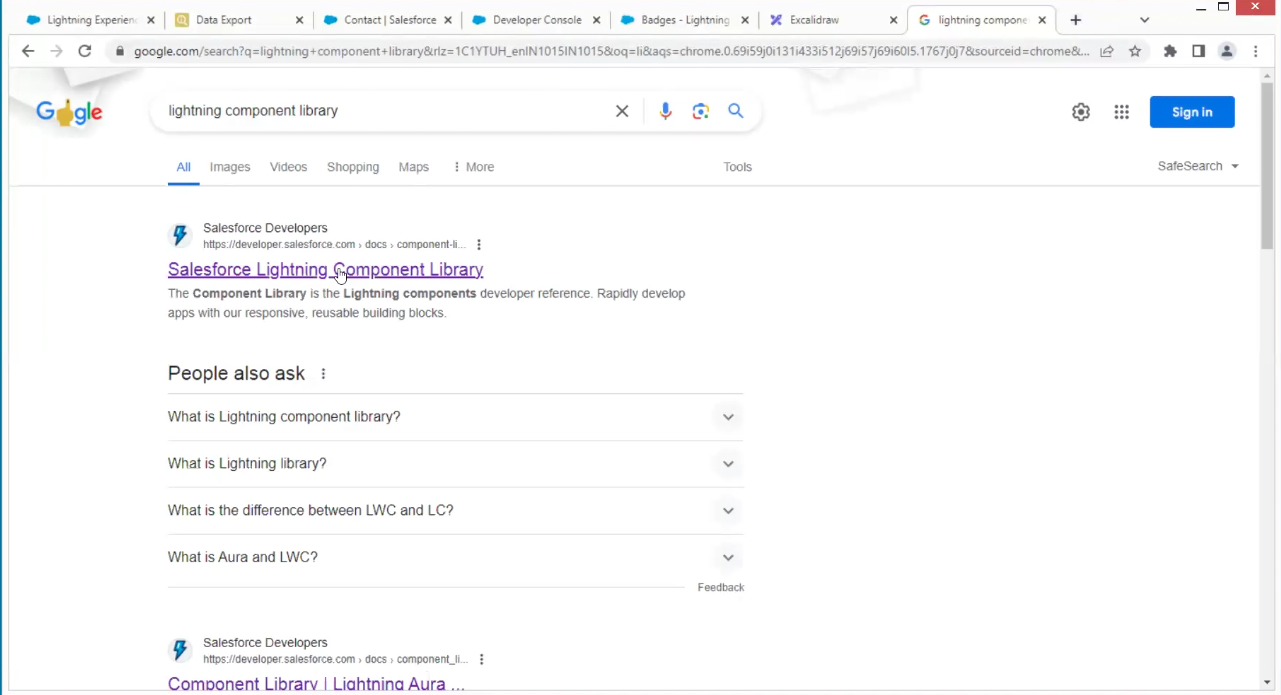 Lightning Experienc
Data Export
Contact | Salesforce
Developer Console
Badges - Lightning
Excalidraw
lightning compone
google.com/search?q=lightning+component+library&rlz=1C1YTUH_enIN1015IN1015&oq=li&aqs=chrome.0.69i59j0i131i433i512j69i57j69i60l5.1767j0j7&sourceid=chrome&...
Google
lightning component library
Sign in
All
Images
Videos
Shopping
Maps
More
Tools
SafeSearch
Salesforce Developers
https://developer.salesforce.com › docs › component-li...
Salesforce Lightning Component Library
The Component Library is the Lightning components developer reference. Rapidly develop
apps with our responsive, reusable building blocks.
People also ask
What is Lightning component library?
What is Lightning library?
What is the difference between LWC and LC?
What is Aura and LWC?
Feedback
Salesforce Developers
https://developer.salesforce.com › docs › component_li...
Component Library | Lightning Aura ...